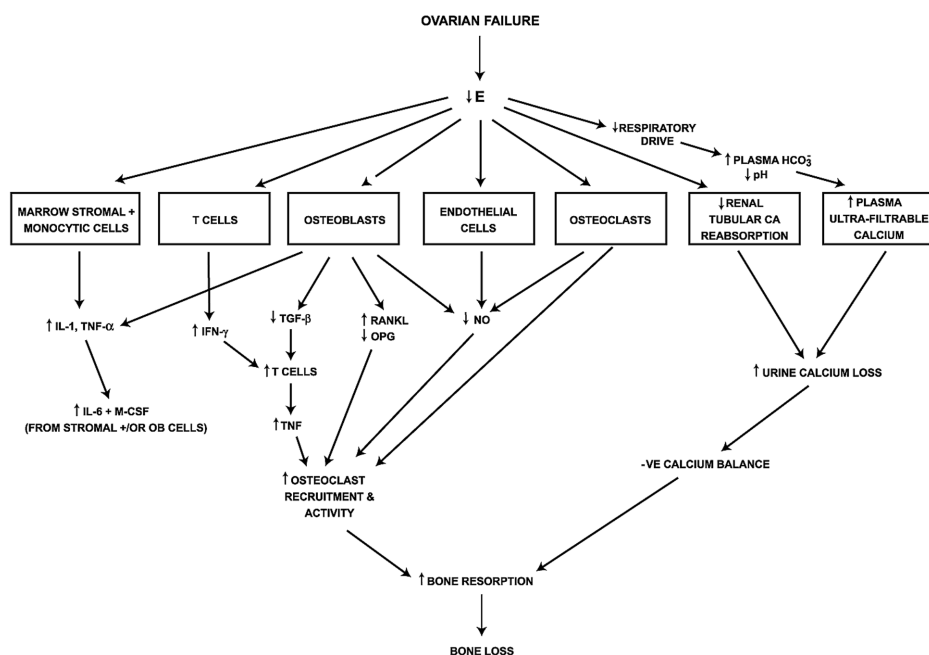 OVARIAN FAILURE
↓E
↓RESPIRATORY
DRIVE
↑PLASMA HCO₃⁻
↓pH
MARROW STROMAL +
MONOCYTIC CELLS
T CELLS
OSTEOBLASTS
ENDOTHELIAL
CELLS
OSTEOCLASTS
↓RENAL
TUBULAR CA
REABSORPTION
↑PLASMA
ULTRA-FILTRABLE
CALCIUM
↑IL-1, TNF-α
↑IFN-γ
↓TGF-β
↑RANKL
↓OPG
↓NO
↑T CELLS
↑URINE CALCIUM LOSS
↑IL-6 + M-CSF
(FROM STROMAL +/OR OB CELLS)
↑TNF
-VE CALCIUM BALANCE
↑OSTEOCLAST
RECRUITMENT &
ACTIVITY
↑BONE RESORPTION
BONE LOSS